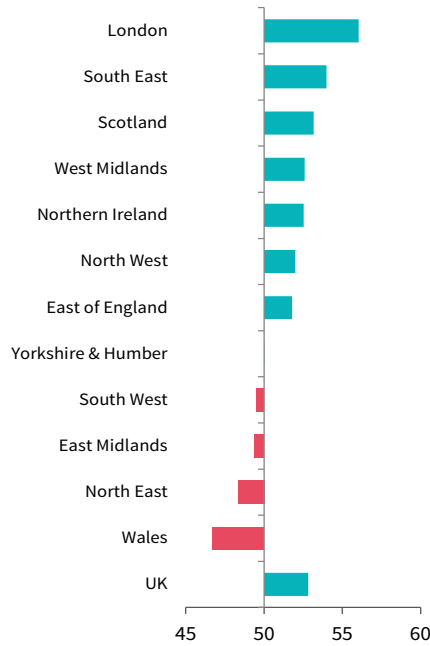 London
South East
Scotland
West Midlands
Northern Ireland
North West
East of England
Yorkshire & Humber
South West
East Midlands
North East
Wales
UK
45 50 55 60